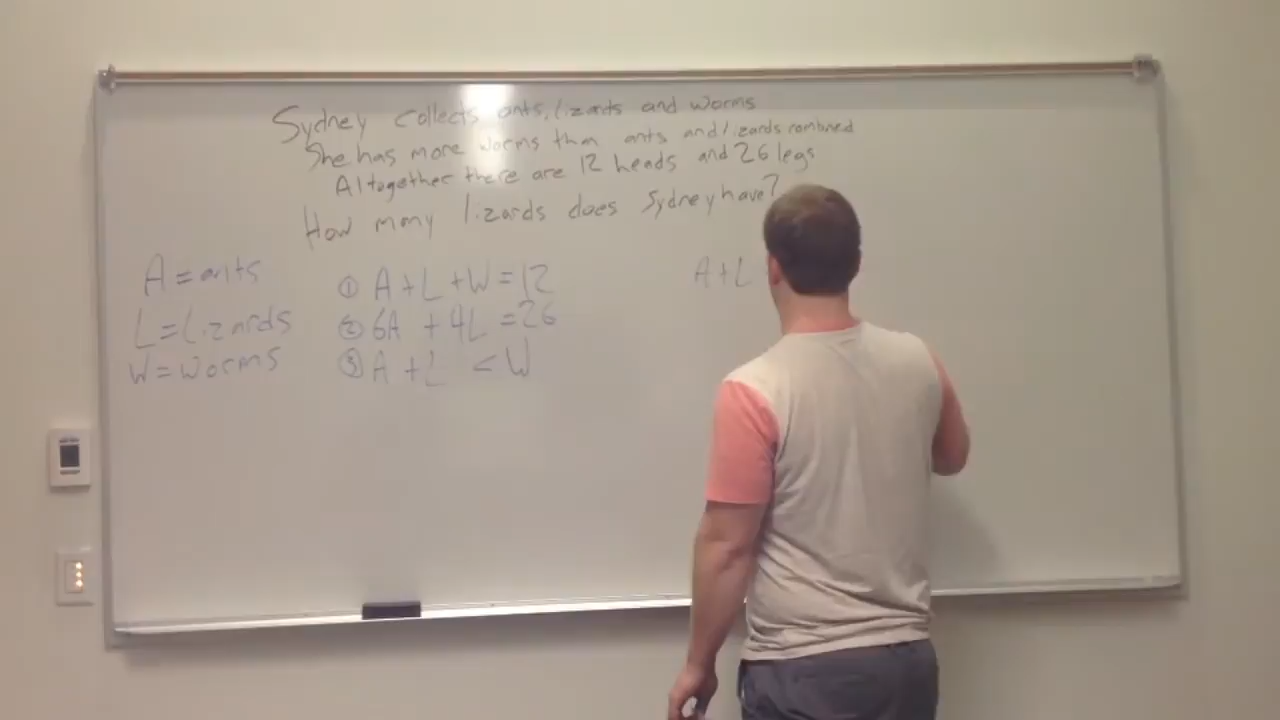 Sydney collects ants, lizards and worms
She has more worms than ants and lizards combined
Altogether there are 12 heads and 26 legs
How many lizards does Sydney have?
A = ants
L = Lizards
W = worms
① A + L + W = 12
② 6A + 4L = 26
③ A + L < W
A + L